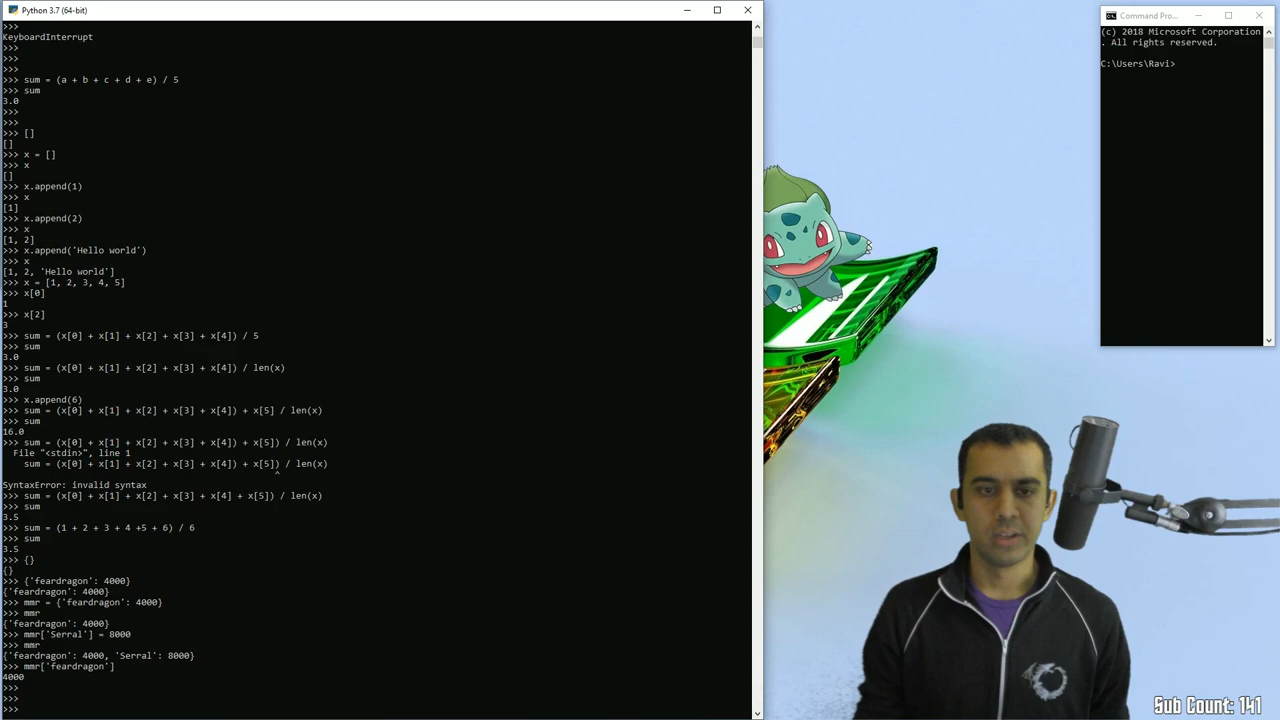 Python 3.7 (64-bit)
>>>
KeyboardInterrupt
>>>
>>>
>>>
>>> sum = (a + b + c + d + e) / 5
>>> sum
3.0
>>>
>>>
>>> []
[]
>>> x = []
>>> x
[]
>>> x.append(1)
>>> x
[1]
>>> x.append(2)
>>> x
[1, 2]
>>> x.append('Hello world')
>>> x
[1, 2, 'Hello world']
>>> x = [1, 2, 3, 4, 5]
>>> x[0]
1
>>> x[2]
3
>>> sum = (x[0] + x[1] + x[2] + x[3] + x[4]) / 5
>>> sum
3.0
>>> sum = (x[0] + x[1] + x[2] + x[3] + x[4]) / len(x)
>>> sum
3.0
>>> x.append(6)
>>> sum = (x[0] + x[1] + x[2] + x[3] + x[4]) + x[5] / len(x)
>>> sum
16.0
>>> sum = (x[0] + x[1] + x[2] + x[3] + x[4]) + x[5]) / len(x)
  File "<stdin>", line 1
    sum = (x[0] + x[1] + x[2] + x[3] + x[4]) + x[5]) / len(x)
^
SyntaxError: invalid syntax
>>> sum = (x[0] + x[1] + x[2] + x[3] + x[4] + x[5]) / len(x)
>>> sum
3.5
>>> sum = (1 + 2 + 3 + 4 +5 + 6) / 6
>>> sum
3.5
>>> {}
{}
>>> {'feardragon': 4000}
{'feardragon': 4000}
>>> mmr = {'feardragon': 4000}
>>> mmr
{'feardragon': 4000}
>>> mmr['Serral'] = 8000
>>> mmr
{'feardragon': 4000, 'Serral': 8000}
>>> mmr['feardragon']
4000
>>>
>>>
>>>
Command Pro...
(c) 2018 Microsoft Corporation
. All rights reserved.
C:\Users\Ravi>
Sub Count: 141